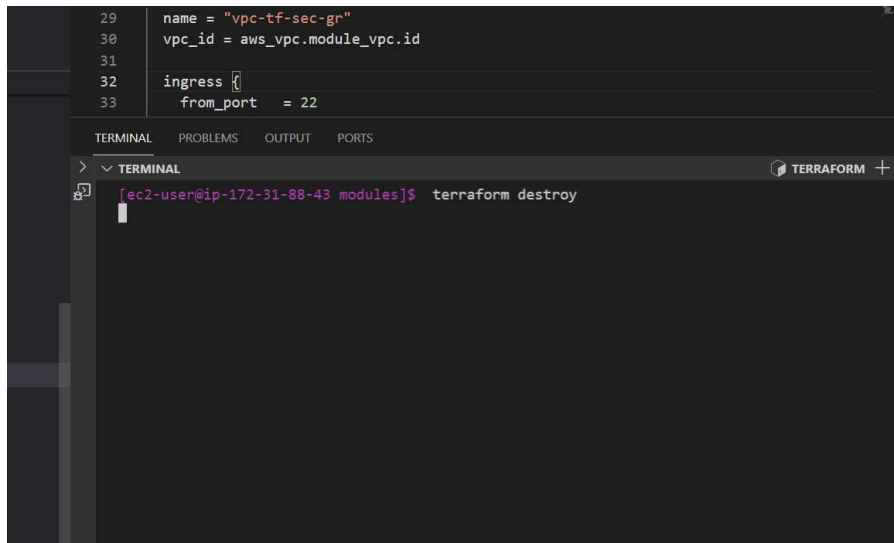 29 name = "vpc-tf-sec-gr"
30 vpc_id = aws_vpc.module_vpc.id
31
32 ingress {
33 from_port = 22
TERMINAL PROBLEMS OUTPUT PORTS
TERMINAL TERRAFORM
[ec2-user@ip-172-31-88-43 modules]$ terraform destroy